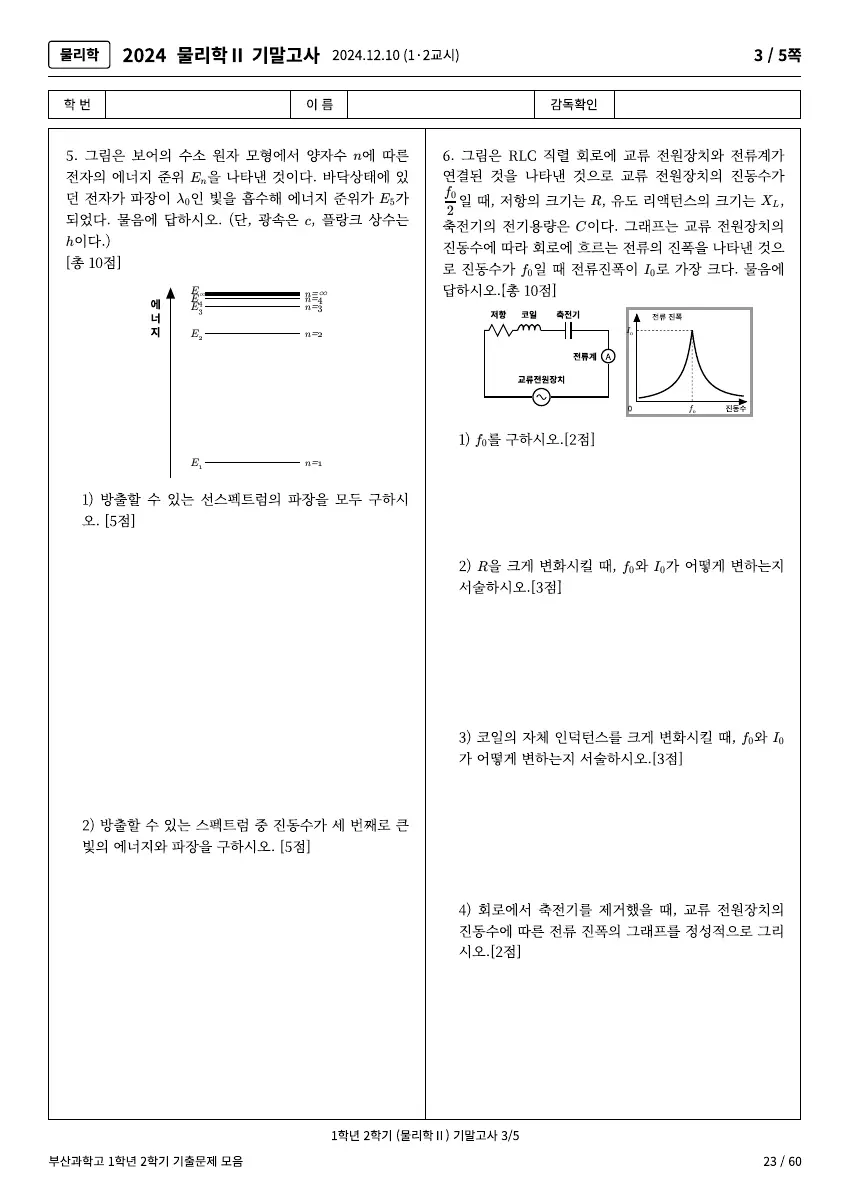 물리학 2024 물리학Ⅱ 기말고사 2024.12.10 (1·2교시) 3 / 5쪽
학 번 이 름 감독확인
5. 그림은 보어의 수소 원자 모형에서 양자수 n에 따른
전자의 에너지 준위 Eₙ을 나타낸 것이다. 바닥상태에 있
던 전자가 파장이 λ₀인 빛을 흡수해 에너지 준위가 E₅가
되었다. 물음에 답하시오. (단, 광속은 c, 플랑크 상수는
h이다.)
[총 10점]
에너지
E∞ n=∞
E₄ n=4
E₃ n=3
E₂ n=2
E₁ n=1
1) 방출할 수 있는 선스펙트럼의 파장을 모두 구하시
오. [5점]
2) 방출할 수 있는 스펙트럼 중 진동수가 세 번째로 큰
빛의 에너지와 파장을 구하시오. [5점]
6. 그림은 RLC 직렬 회로에 교류 전원장치와 전류계가
연결된 것을 나타낸 것으로 교류 전원장치의 진동수가
f₀/2일 때, 저항의 크기는 R, 유도 리액턴스의 크기는 X_L,
축전기의 전기용량은 C이다. 그래프는 교류 전원장치의
진동수에 따라 회로에 흐르는 전류의 진폭을 나타낸 것으
로 진동수가 f₀일 때 전류진폭이 I₀로 가장 크다. 물음에
답하시오.[총 10점]
저항 코일 축전기
전류계 A
교류전원장치
전류 진폭
I₀
0 f₀ 진동수
1) f₀를 구하시오.[2점]
2) R을 크게 변화시킬 때, f₀와 I₀가 어떻게 변하는지
서술하시오.[3점]
3) 코일의 자체 인덕턴스를 크게 변화시킬 때, f₀와 I₀
가 어떻게 변하는지 서술하시오.[3점]
4) 회로에서 축전기를 제거했을 때, 교류 전원장치의
진동수에 따른 전류 진폭의 그래프를 정성적으로 그리
시오.[2점]
1학년 2학기 (물리학Ⅱ) 기말고사 3/5
부산과학고 1학년 2학기 기출문제 모음 23 / 60